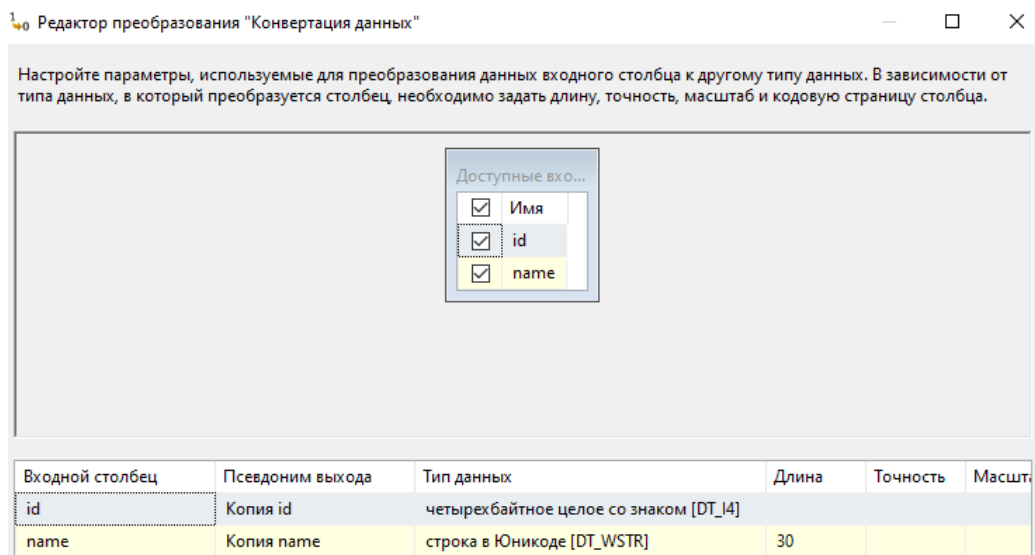 Редактор преобразования "Конвертация данных"
Настройте параметры, используемые для преобразования данных входного столбца к другому типу данных. В зависимости от
типа данных, в который преобразуется столбец, необходимо задать длину, точность, масштаб и кодовую страницу столбца.
Доступные вхо...
Имя
id
name
Входной столбец Псевдоним выхода Тип данных Длина Точность Масшта
id Копия id четырехбайтное целое со знаком [DT_I4]
name Копия name строка в Юникоде [DT_WSTR] 30